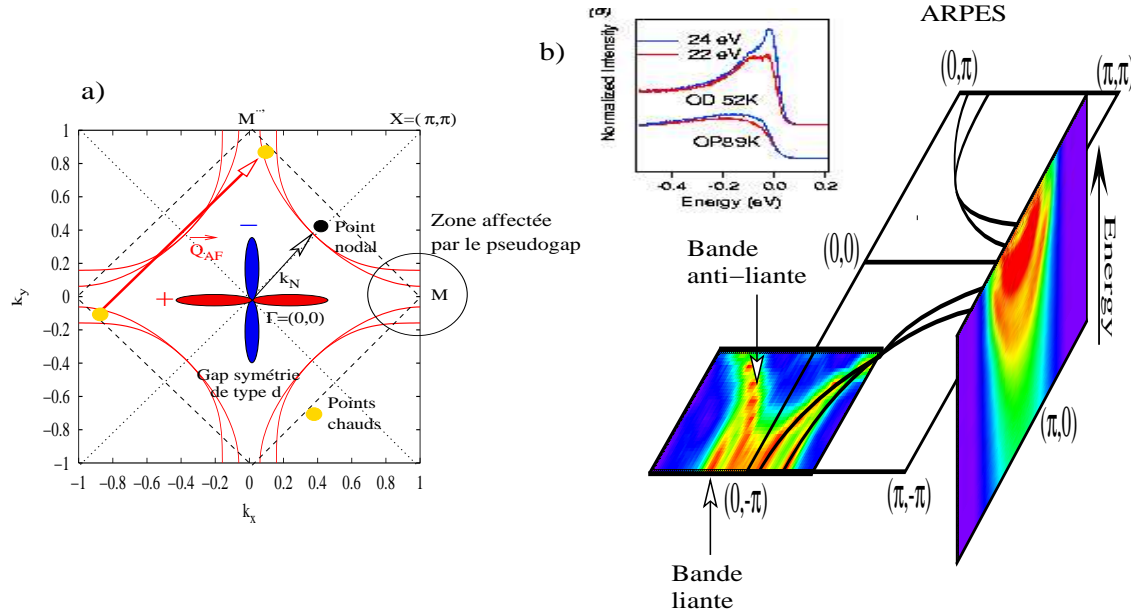 a)
M
X=(π,π)
1
0.8
0.6
0.4
0.2
0
−0.2
−0.4
−0.6
−0.8
−1
k_y
−1 −0.8 −0.6 −0.4 −0.2 0 0.2 0.4 0.6 0.8 1
k_x
Q_AF
−
+
Point
nodal
k_N
Γ=(0,0)
Gap symétrie
de type d
Points
chauds
M
Zone affectée
par le pseudogap
b)
Normalized Intensity
24 eV
22 eV
OD 52K
OP89K
−0.4 −0.2 0.0 0.2
Energy (eV)
ARPES
(0,π)
(π,π)
(0,0)
Energy
(π,0)
Bande
anti−liante
(0,-π)
(π,-π)
Bande
liante